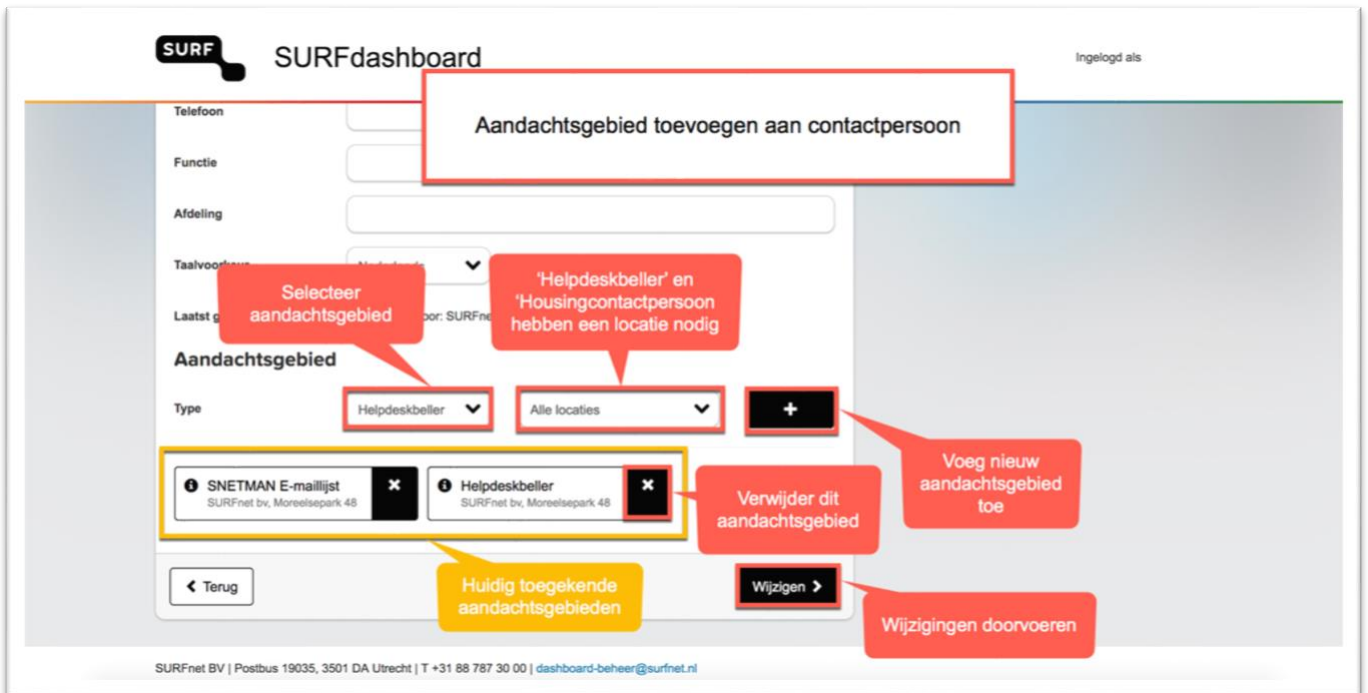 SURF
SURFdashboard
Ingelogd als
Aandachtsgebied toevoegen aan contactpersoon
Telefoon
Functie
Afdeling
Selecteer
aandachtsgebied
'Helpdeskbeller' en
'Housingcontactpersoon
hebben een locatie nodig
Laatst
Aandachtsgebied
Type
Helpdeskbeller
Alle locaties
+
SNETMAN E-maillijst
SURFnet bv, Moreelsepark 48
Helpdeskbeller
SURFnet bv, Moreelsepark 48
Verwijder dit
aandachtsgebied
Voeg nieuw
aandachtsgebied
toe
Terug
Huidig toegekende
aandachtsgebieden
Wijzigen
Wijzigingen doorvoeren
SURFnet BV | Postbus 19035, 3501 DA Utrecht | T +31 88 787 30 00 | dashboard-beheer@surfnet.nl